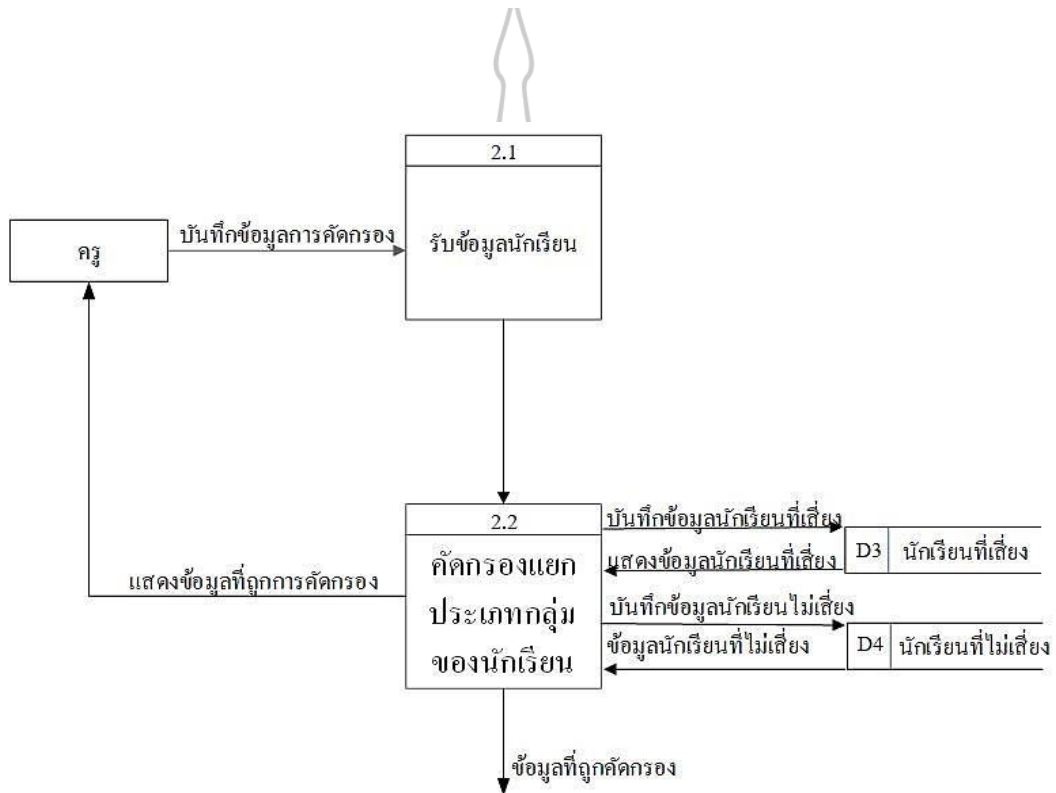 2.1
รับข้อมูลนักเรียน
บันทึกข้อมูลการคัดกรอง
ครู
2.2
คัดกรองแยก
ประเภทกลุ่ม
ของนักเรียน
แสดงข้อมูลที่ถูกการคัดกรอง
บันทึกข้อมูลนักเรียนที่เสี่ยง
D3 นักเรียนที่เสี่ยง
แสดงข้อมูลนักเรียนที่เสี่ยง
บันทึกข้อมูลนักเรียนไม่เสี่ยง
D4 นักเรียนที่ไม่เสี่ยง
ข้อมูลนักเรียนที่ไม่เสี่ยง
ข้อมูลที่ถูกคัดกรอง